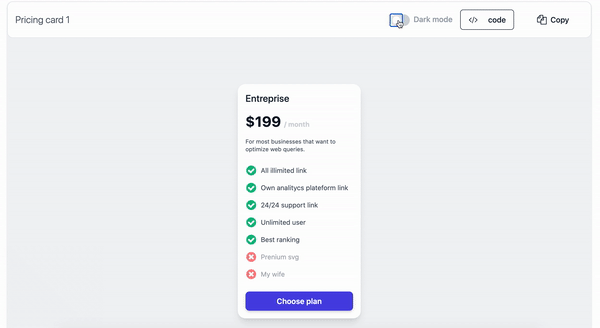 Pricing card 1
Dark mode
</> code
Copy
Entreprise
$199 / month
For most businesses that want to
optimize web queries.
All illimited link
Own analitycs plateform link
24/24 support link
Unlimited user
Best ranking
Prenium svg
My wife
Choose plan